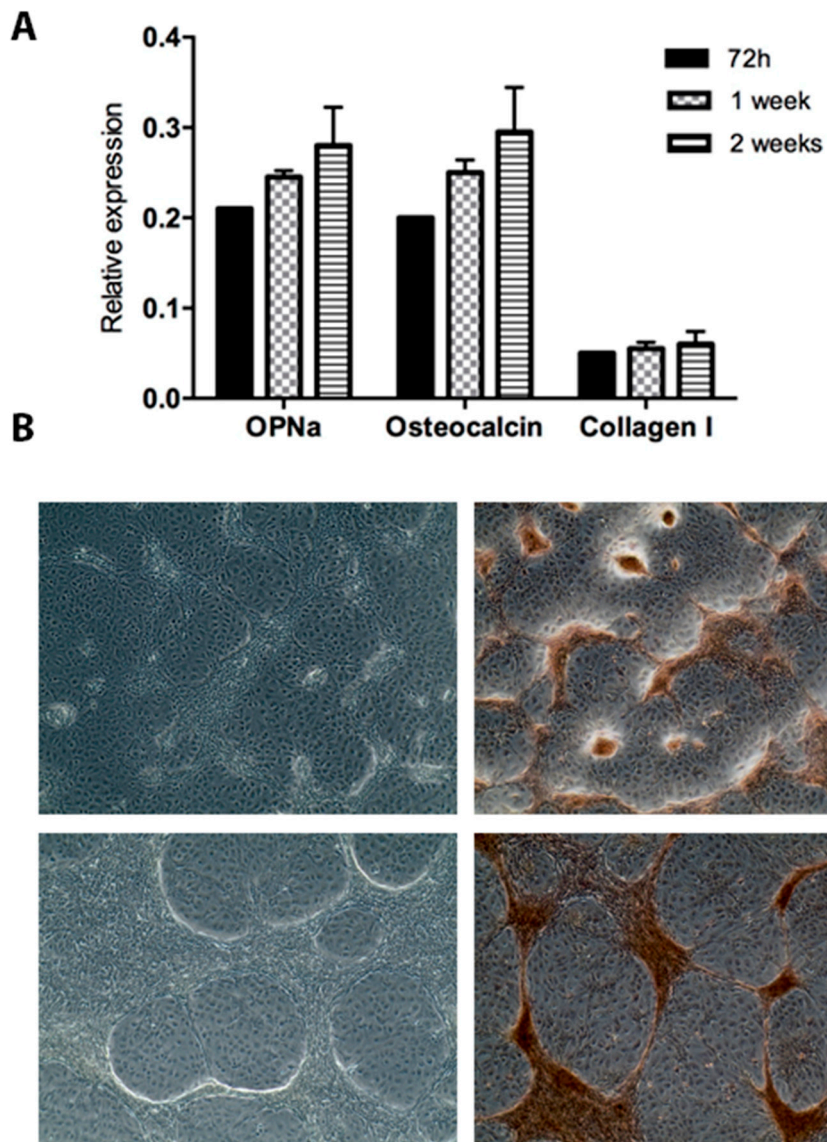 A
0.4
0.3
0.2
0.1
0.0
Relative expression
72h
1 week
2 weeks
OPNa
Osteocalcin
Collagen I
B